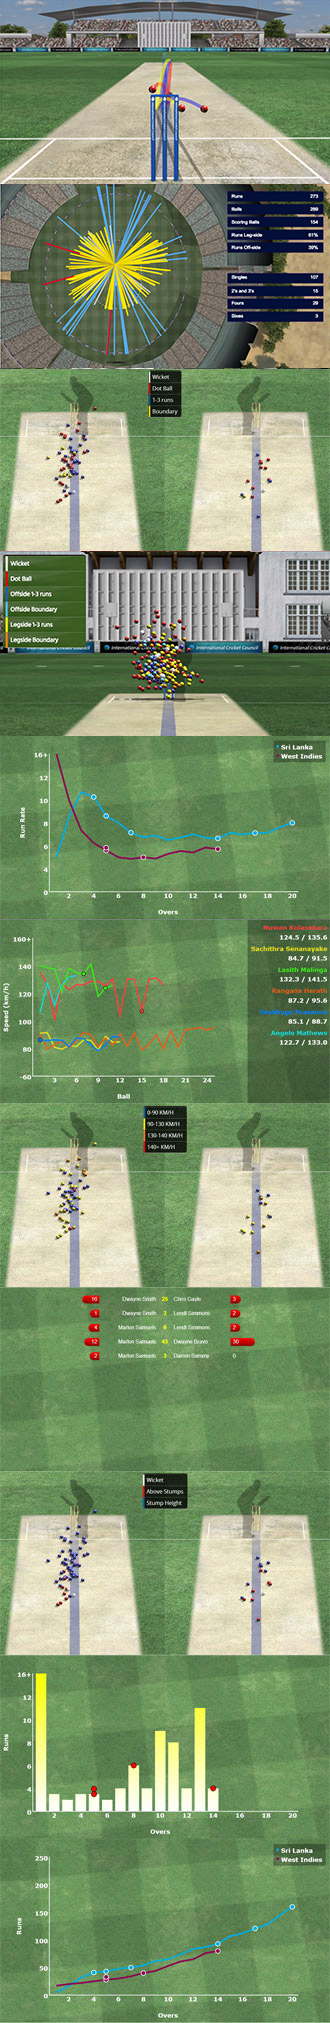 Runs 273
Balls 289
Scoring Balls 154
Runs Leg-side 61%
Runs Off-side 39%
Singles 107
2's and 3's 15
Fours 29
Sixes 3
Wicket
Dot Ball
1-3 runs
Boundary
Wicket
Dot Ball
Offside 1-3 runs
Offside Boundary
Legside 1-3 runs
Legside Boundary
International Cricket Council
International Cricket Council
Sri Lanka
West Indies
16+
12
10
8
6
4
2
0
Run Rate
2 4 6 8 10 12 14 16 18 20
Overs
Nuwan Kulasekara
124.5 / 135.6
Sachithra Senanayake
84.7 / 91.5
Lasith Malinga
132.3 / 141.5
Rangana Herath
87.2 / 95.6
85.1 / 88.7
Angelo Mathews
122.7 / 133.0
160+
140
120
100
80
-60
Speed (km/h)
3 6 9 12 15 18 21 24
Ball
0-90 KM/H
90-130 KM/H
130-140 KM/H
140+ KM/H
16 Dwayne Smith 25 Chris Gayle 3
1 Dwayne Smith 3 Lendl Simmons 2
4 Marlon Samuels 6 Lendl Simmons 2
12 Marlon Samuels 43 Dwayne Bravo 30
2 Marlon Samuels 3 Darren Sammy 0
Wicket
Above Stumps
Stump Height
16+
12
10
8
6
4
2
0
Runs
2 4 6 8 10 12 14 16 18 20
Overs
Sri Lanka
West Indies
250
200
150
100
50
0
Runs
2 4 6 8 10 12 14 16 18 20
Overs